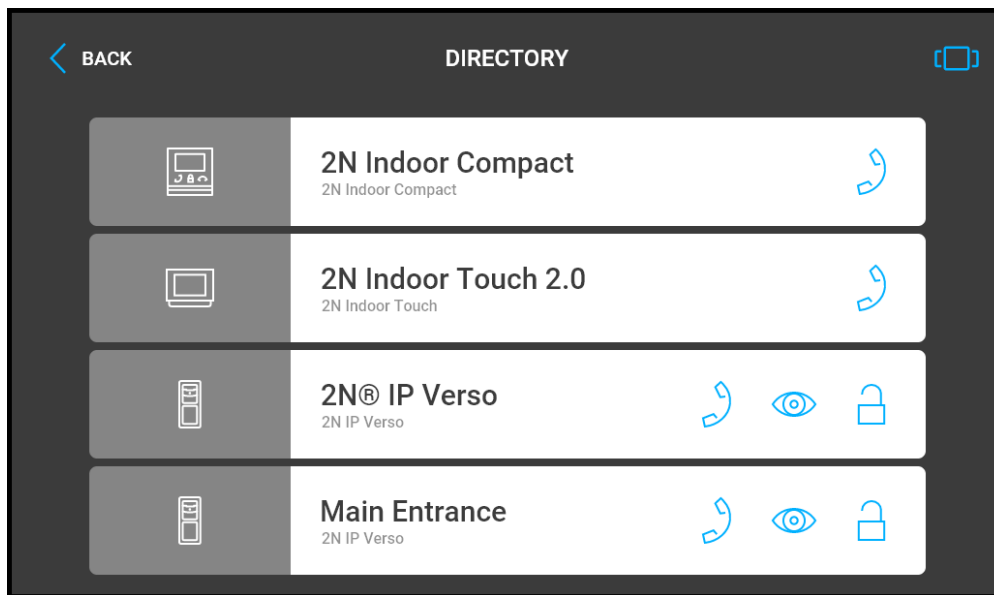 BACK
DIRECTORY
2N Indoor Compact
2N Indoor Compact
2N Indoor Touch 2.0
2N Indoor Touch
2N® IP Verso
2N IP Verso
Main Entrance
2N IP Verso